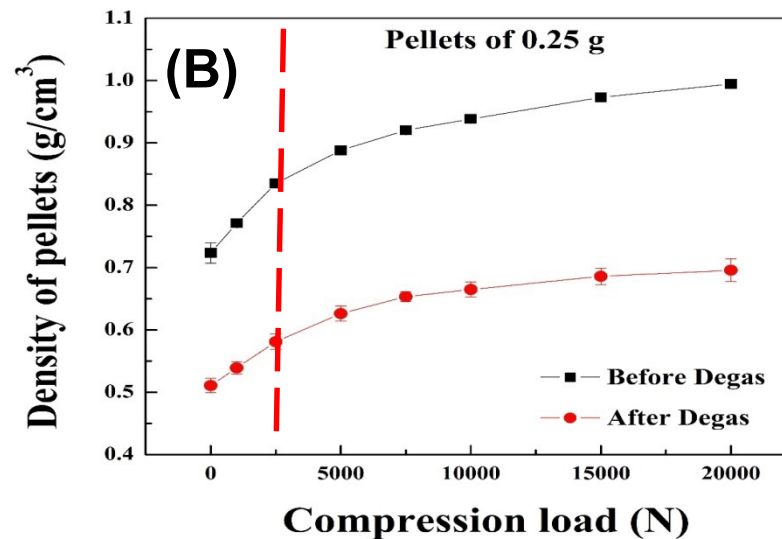 (B)
Pellets of 0.25 g
Density of pellets (g/cm³)
1.1
1.0
0.9
0.8
0.7
0.6
0.5
0.4
Before Degas
After Degas
0 5000 10000 15000 20000
Compression load (N)